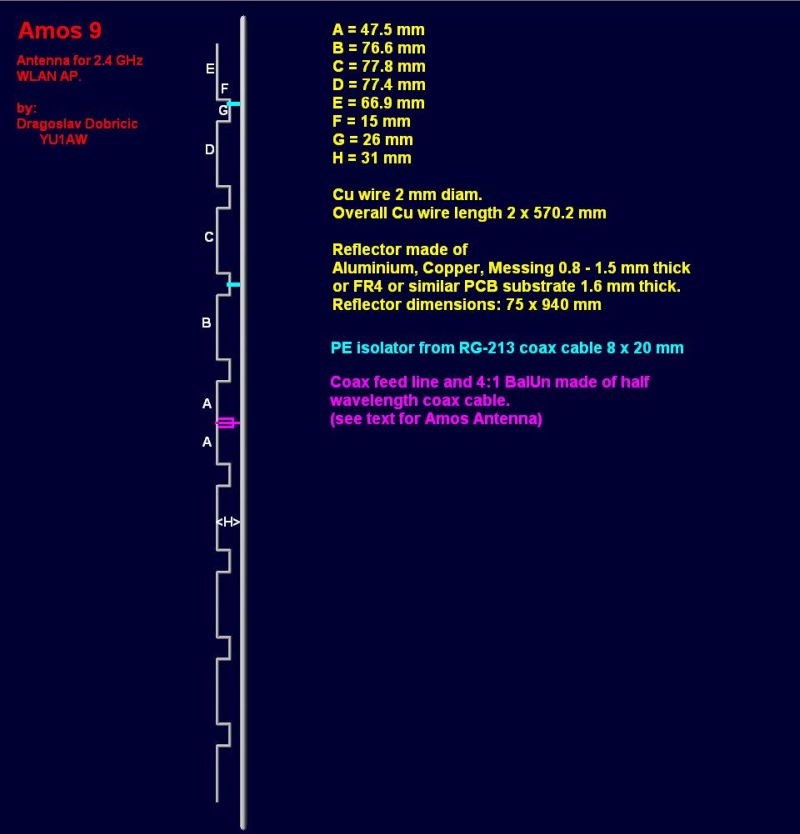 Amos 9
Antenna for 2.4 GHz
WLAN AP.
by:
Dragoslav Dobricic
YU1AW
E
F
G
D
C
B
A
A
<H>
A = 47.5 mm
B = 76.6 mm
C = 77.8 mm
D = 77.4 mm
E = 66.9 mm
F = 15 mm
G = 26 mm
H = 31 mm
Cu wire 2 mm diam.
Overall Cu wire length 2 x 570.2 mm
Reflector made of
Aluminium, Copper, Messing 0.8 - 1.5 mm thick
or FR4 or similar PCB substrate 1.6 mm thick.
Reflector dimensions: 75 x 940 mm
PE isolator from RG-213 coax cable 8 x 20 mm
Coax feed line and 4:1 BalUn made of half
wavelength coax cable.
(see text for Amos Antenna)